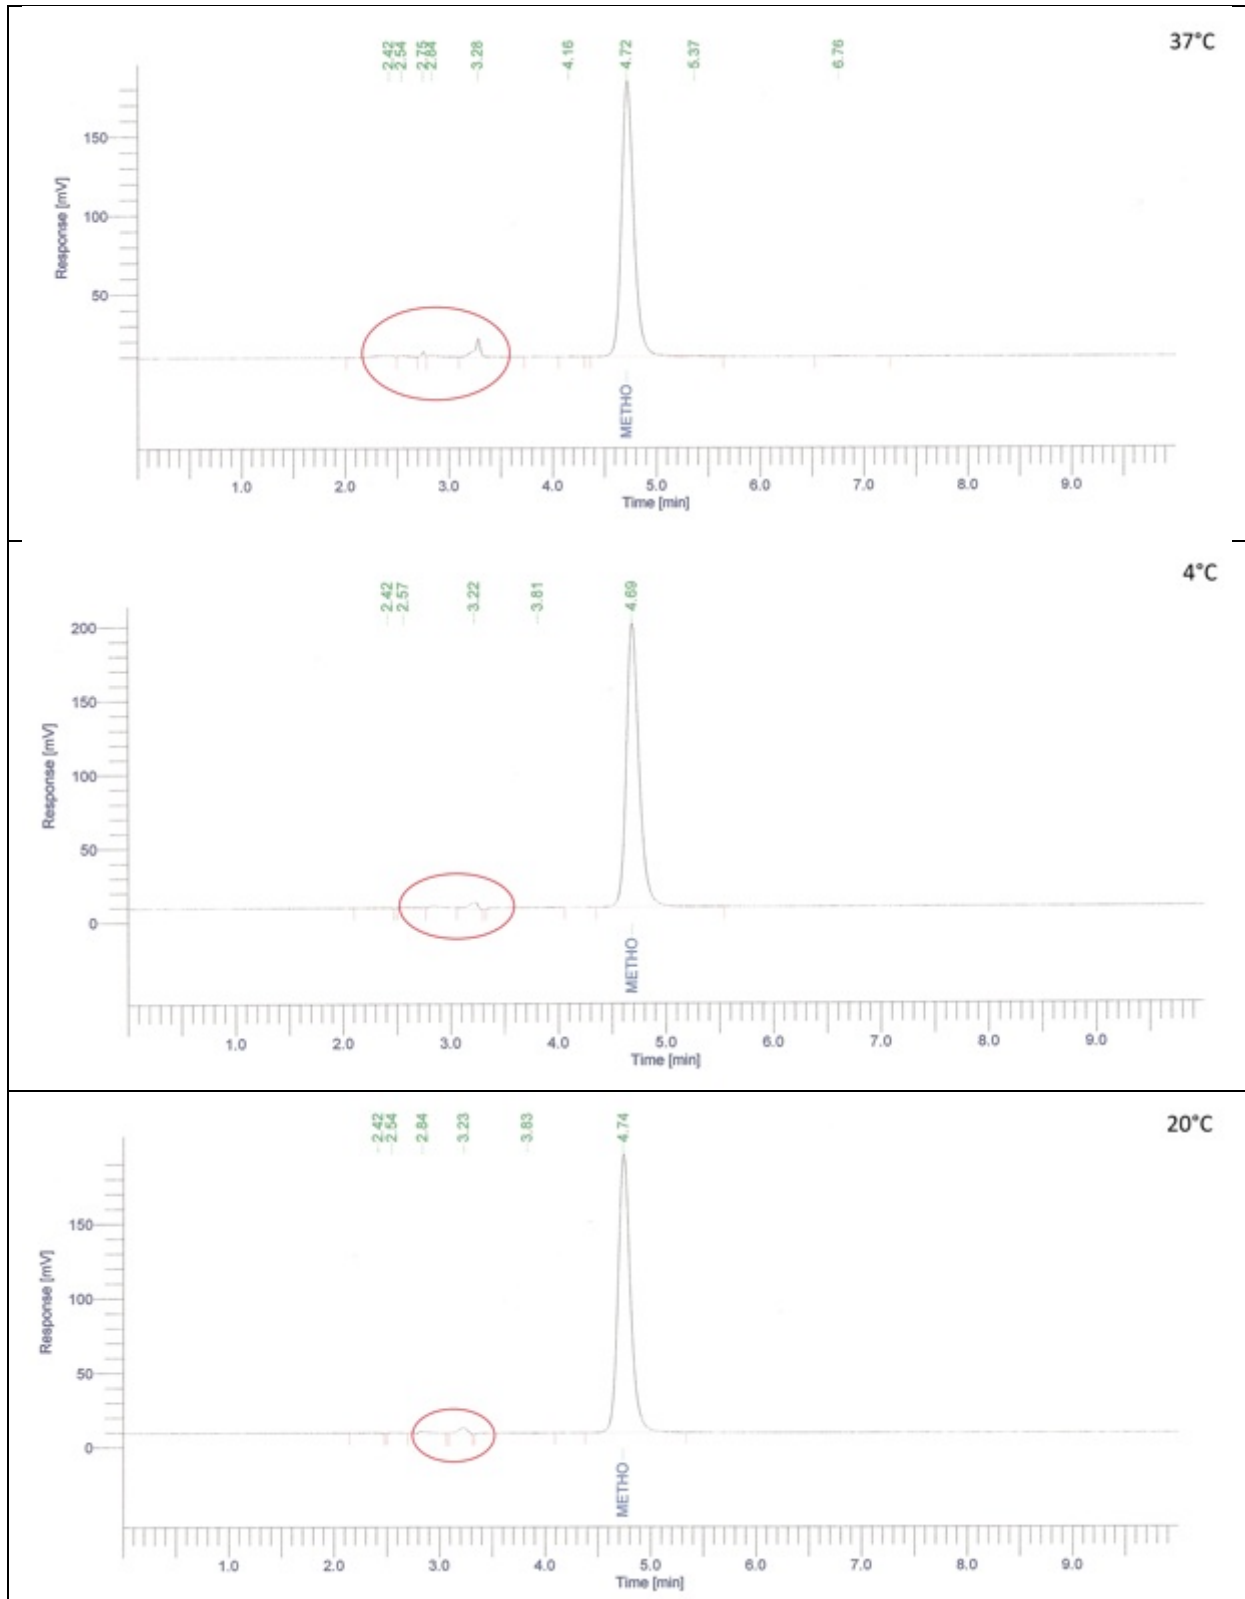 37°C
2.42 2.54 2.75 2.84 3.28 4.16 4.72 5.37 6.76
150
100
50
Response [mV]
METHO
1.0 2.0 3.0 4.0 5.0 6.0 7.0 8.0 9.0
Time [min]
4°C
2.42 2.57 3.22 3.81 4.69
200
150
100
50
0
Response [mV]
METHO
1.0 2.0 3.0 4.0 5.0 6.0 7.0 8.0 9.0
Time [min]
20°C
2.42 2.54 2.84 3.23 3.83 4.74
150
100
50
0
Response [mV]
METHO
1.0 2.0 3.0 4.0 5.0 6.0 7.0 8.0 9.0
Time [min]